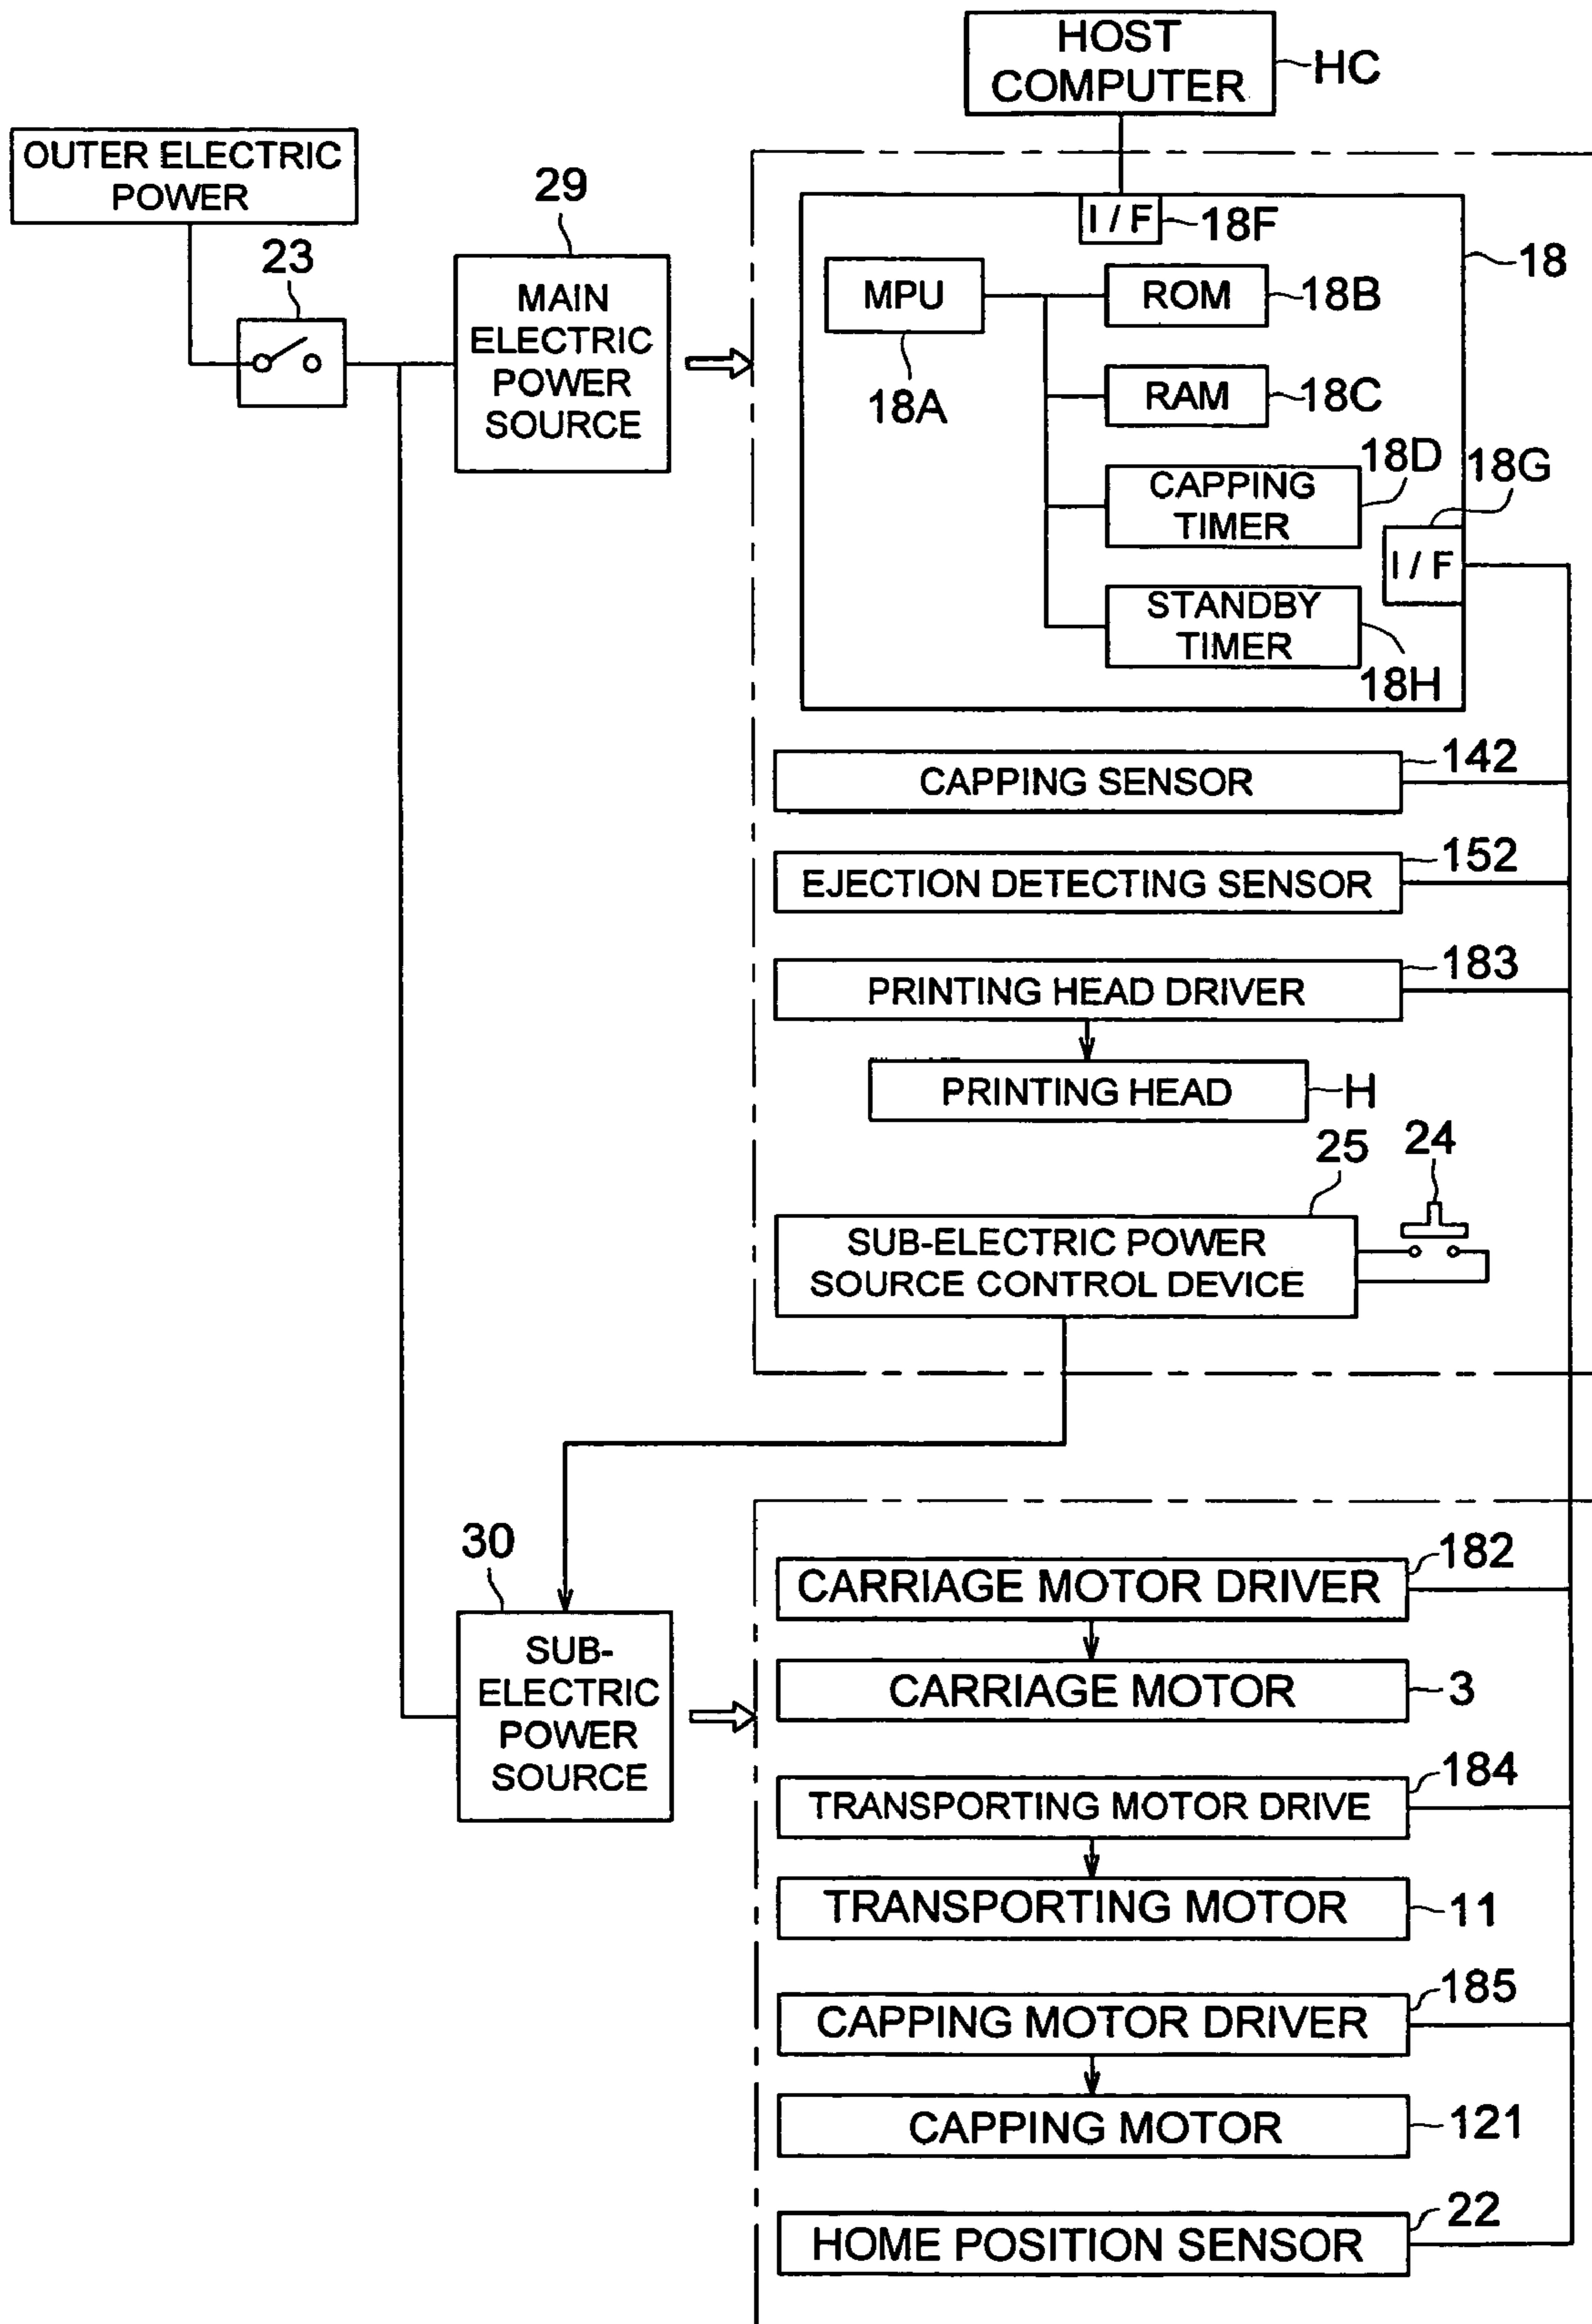 HOST
COMPUTER
HC
OUTER ELECTRIC
POWER
29
23
MAIN
ELECTRIC
POWER
SOURCE
I / F
18F
18
MPU
18A
ROM
18B
RAM
18C
18D
CAPPING
TIMER
18G
I / F
STANDBY
TIMER
18H
CAPPING SENSOR
142
EJECTION DETECTING SENSOR
152
PRINTING HEAD DRIVER
183
PRINTING HEAD
H
25
24
SUB-ELECTRIC POWER
SOURCE CONTROL DEVICE
30
SUB-
ELECTRIC
POWER
SOURCE
CARRIAGE MOTOR DRIVER
182
CARRIAGE MOTOR
3
TRANSPORTING MOTOR DRIVE
184
TRANSPORTING MOTOR
11
CAPPING MOTOR DRIVER
185
CAPPING MOTOR
121
HOME POSITION SENSOR
22